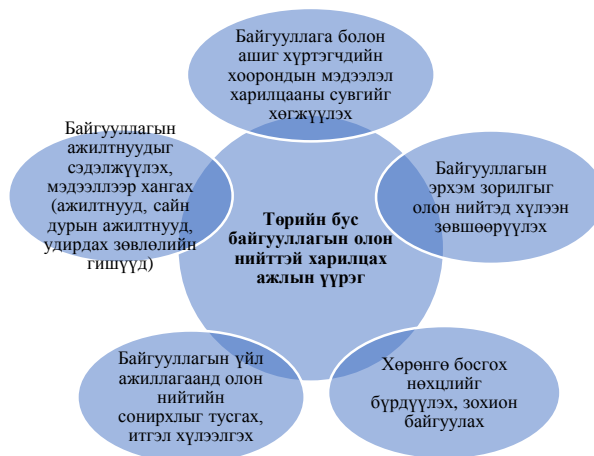 Байгууллага болон
ашиг хүртэгчдийн
хоорондын мэдээлэл
харилцааны сувгийг
хөгжүүлэх
Байгууллагын
ажилтнуудыг
сэдэлжүүлэх,
мэдээллээр хангах
(ажилтнууд, сайн
дурын ажилтнууд,
удирдах зөвлөлийн
гишүүд)
Байгууллагын
эрхэм зорилгыг
олон нийтэд хүлээн
зөвшөөрүүлэх
Төрийн бус
байгууллагын олон
нийттэй харилцах
ажлын үүрэг
Байгууллагын үйл
ажиллагаанд олон
нийтийн
сонирхлыг тусгах,
итгэл хүлээлгэх
Хөрөнгө босгох
нөхцлийг
бүрдүүлэх, зохион
байгуулах